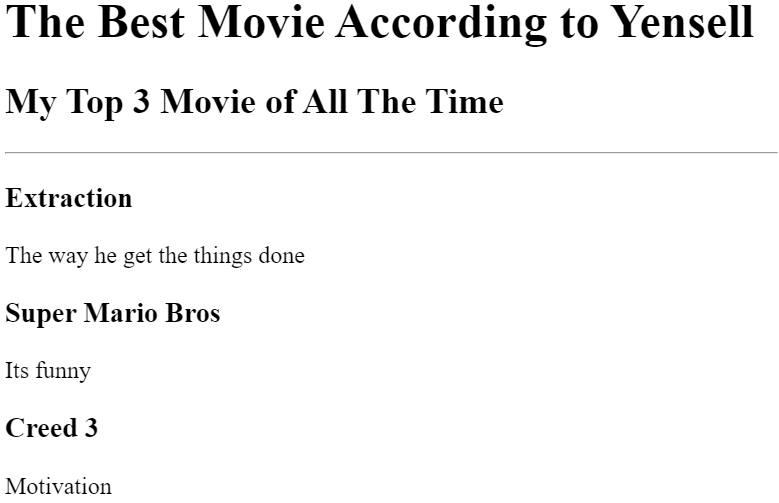 The Best Movie According to Yensell
My Top 3 Movie of All The Time
Extraction
The way he get the things done
Super Mario Bros
Its funny
Creed 3
Motivation